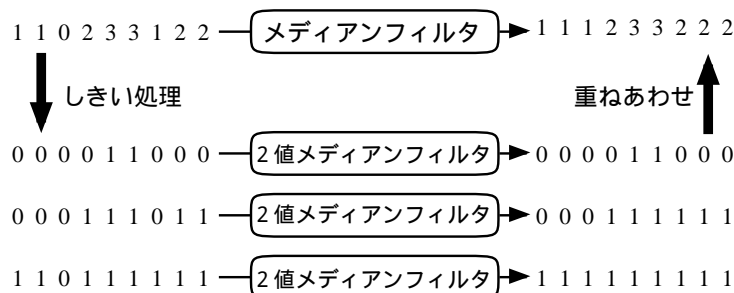 1 1 0 2 3 3 1 2 2 メディアンフィルタ 1 1 1 2 3 3 2 2 2
しきい処理 重ねあわせ
0 0 0 0 1 1 0 0 0 2値メディアンフィルタ 0 0 0 0 1 1 0 0 0
0 0 0 1 1 1 0 1 1 2値メディアンフィルタ 0 0 0 1 1 1 1 1 1
1 1 0 1 1 1 1 1 1 2値メディアンフィルタ 1 1 1 1 1 1 1 1 1